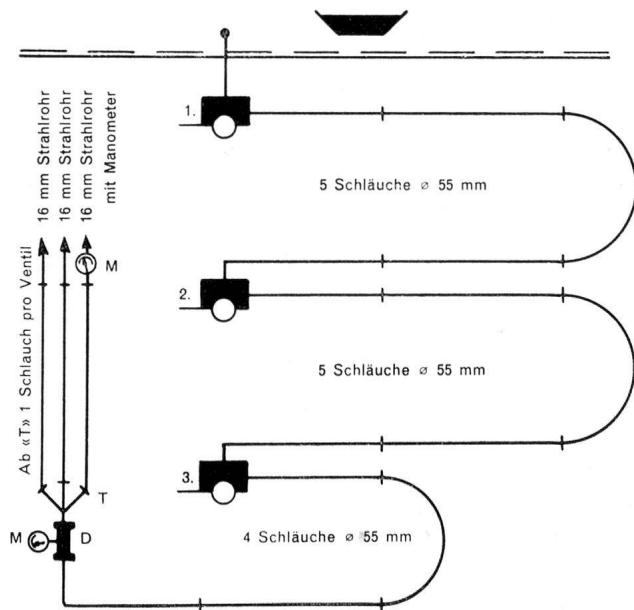 1.
5 Schläuche ø 55 mm
2.
5 Schläuche ø 55 mm
3.
4 Schläuche ø 55 mm
16 mm Strahlrohr
16 mm Strahlrohr
16 mm Strahlrohr
mit Manometer
M
Ab «T» 1 Schlauch pro Ventil
T
M
D